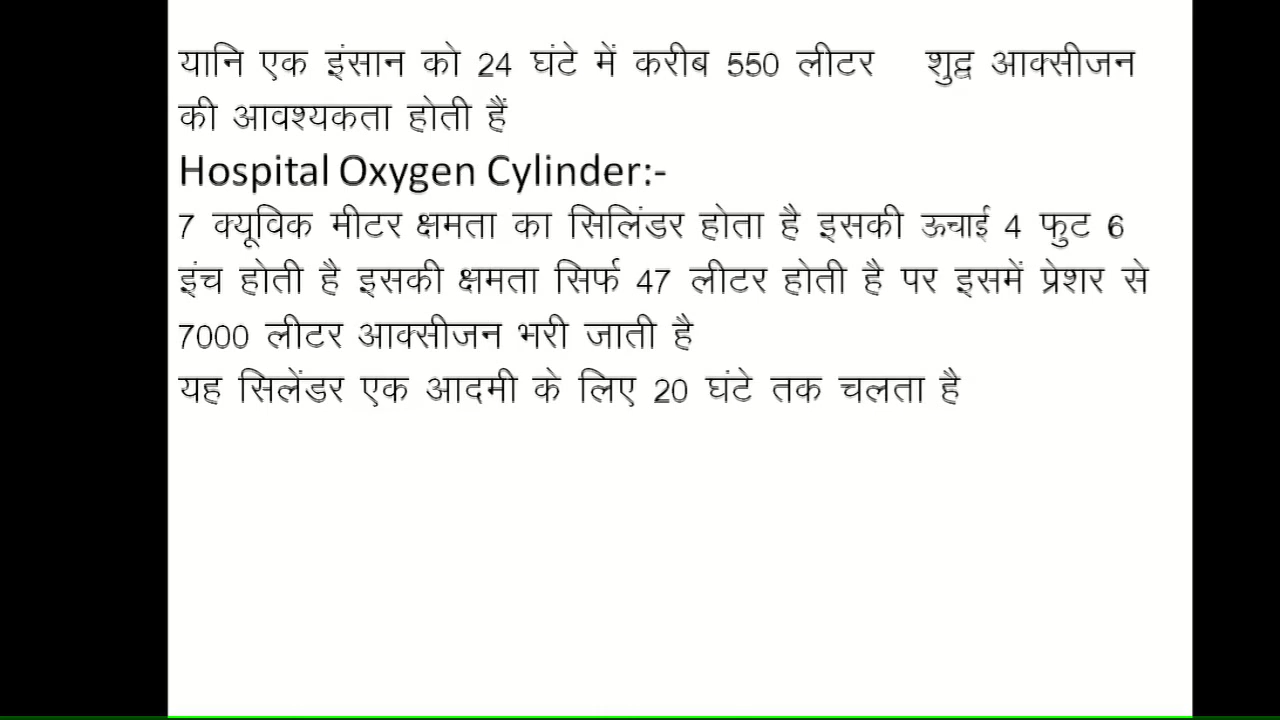 यानि एक इंसान को 24 घंटे में करीब 550 लीटर शुद्व आक्सीजन
की आवश्यकता होती हैं
Hospital Oxygen Cylinder:-
7 क्यूविक मीटर क्षमता का सिलिंडर होता है इसकी ऊचाई 4 फुट 6
इंच होती है इसकी क्षमता सिर्फ 47 लीटर होती है पर इसमें प्रेशर से
7000 लीटर आक्सीजन भरी जाती है
यह सिलेंडर एक आदमी के लिए 20 घंटे तक चलता है